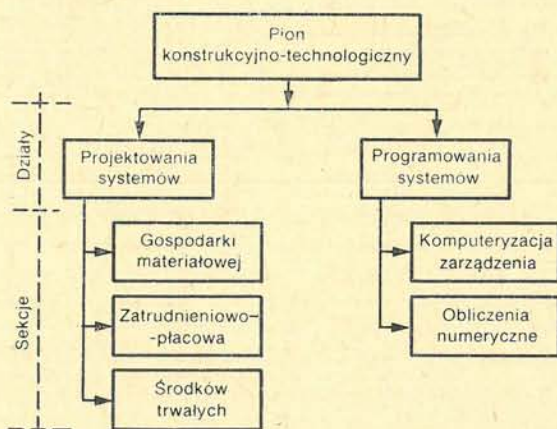 Pion
konstrukcyjno-technologiczny
Działy
Projektowania
systemów
Programowania
systemów
Sekcje
Gospodarki
materiałowej
Zatrudnieniowo-
-płacowa
Środków
trwałych
Komputeryzacja
zarządzenia
Obliczenia
numeryczne